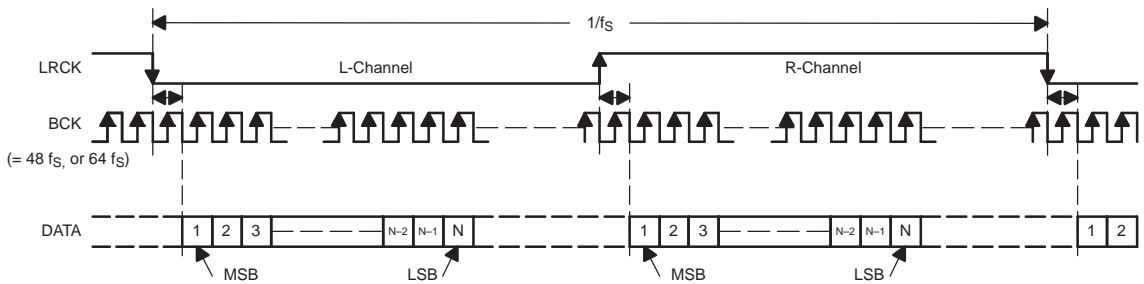 1/fS
LRCK
L-Channel
R-Channel
BCK
(= 48 fS, or 64 fS)
DATA
1 2 3 N–2 N–1 N 1 2 3 N–2 N–1 N 1 2
MSB LSB MSB LSB